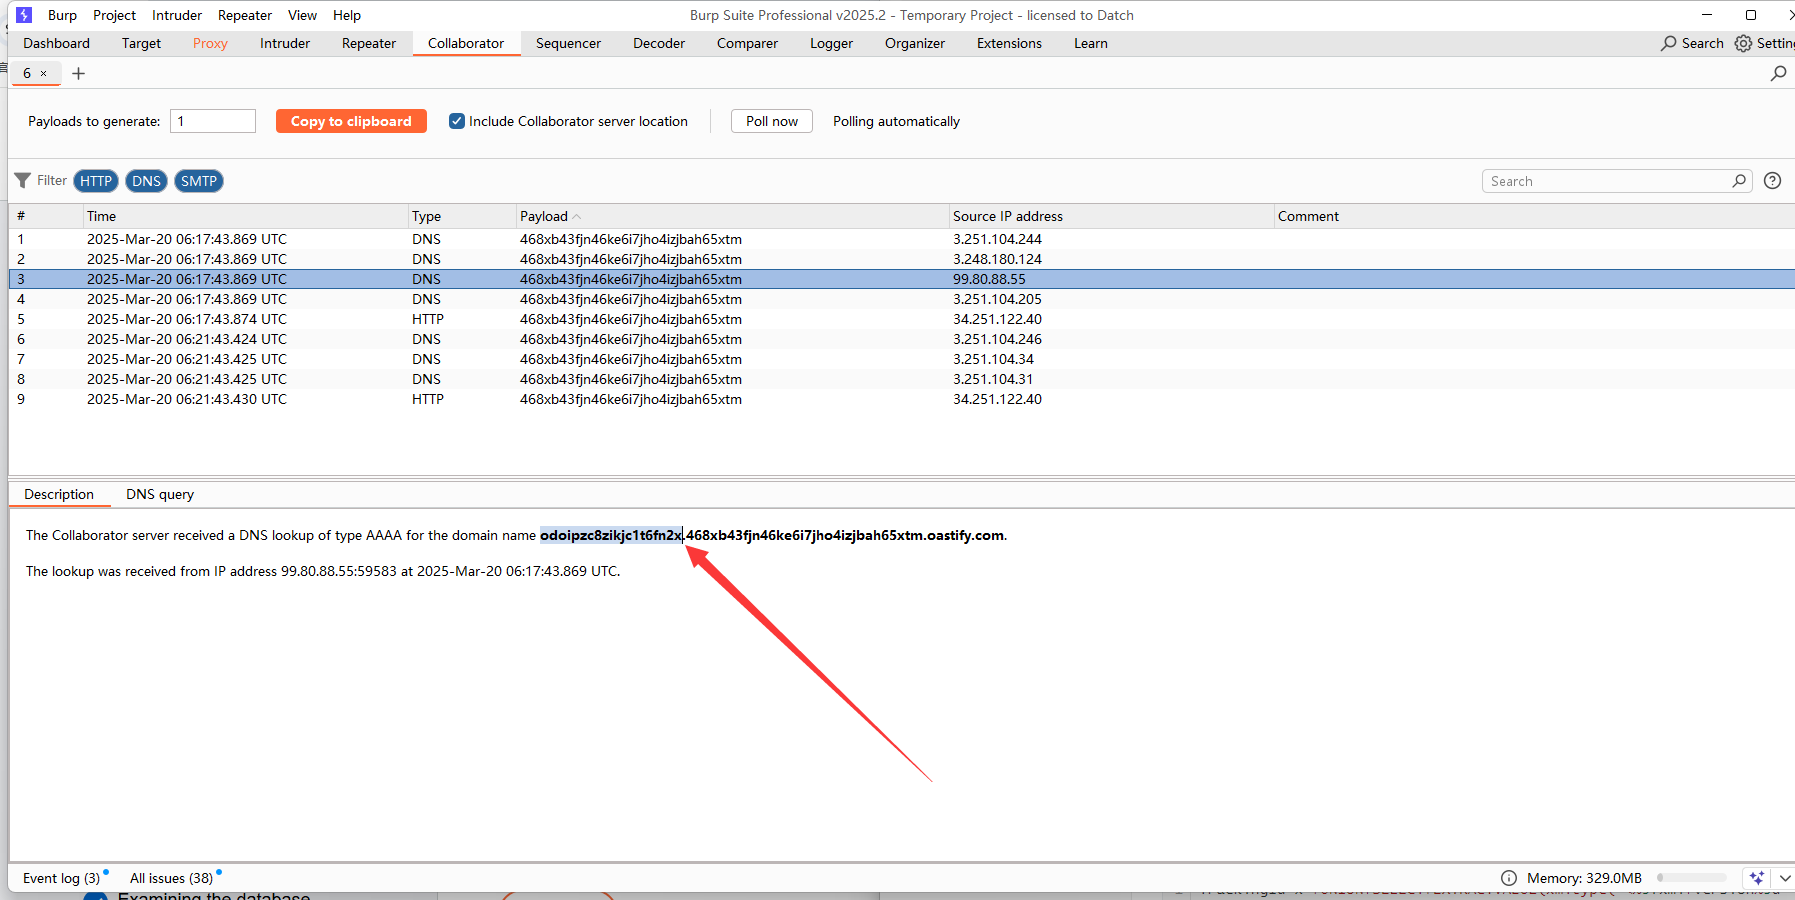 Burp Project Intruder Repeater View Help Burp Suite Professional v2025.2 - Temporary Project - licensed to Datch
Dashboard Target Proxy Intruder Repeater Collaborator Sequencer Decoder Comparer Logger Organizer Extensions Learn Search Setting
6 × +
Payloads to generate: 1 Copy to clipboard Include Collaborator server location Poll now Polling automatically
Filter HTTP DNS SMTP Search
# Time Type Payload Source IP address Comment
1 2025-Mar-20 06:17:43.869 UTC DNS 468xb43fjn46ke6i7jho4izjbah65xtm 3.251.104.244
2 2025-Mar-20 06:17:43.869 UTC DNS 468xb43fjn46ke6i7jho4izjbah65xtm 3.248.180.124
3 2025-Mar-20 06:17:43.869 UTC DNS 468xb43fjn46ke6i7jho4izjbah65xtm 99.80.88.55
4 2025-Mar-20 06:17:43.869 UTC DNS 468xb43fjn46ke6i7jho4izjbah65xtm 3.251.104.205
5 2025-Mar-20 06:17:43.874 UTC HTTP 468xb43fjn46ke6i7jho4izjbah65xtm 34.251.122.40
6 2025-Mar-20 06:21:43.424 UTC DNS 468xb43fjn46ke6i7jho4izjbah65xtm 3.251.104.246
7 2025-Mar-20 06:21:43.425 UTC DNS 468xb43fjn46ke6i7jho4izjbah65xtm 3.251.104.34
8 2025-Mar-20 06:21:43.425 UTC DNS 468xb43fjn46ke6i7jho4izjbah65xtm 3.251.104.31
9 2025-Mar-20 06:21:43.430 UTC HTTP 468xb43fjn46ke6i7jho4izjbah65xtm 34.251.122.40
Description DNS query
The Collaborator server received a DNS lookup of type AAAA for the domain name odoipzc8zikjc1t6fn2x.468xb43fjn46ke6i7jho4izjbah65xtm.oastify.com.
The lookup was received from IP address 99.80.88.55:59583 at 2025-Mar-20 06:17:43.869 UTC.
Event log (3) All issues (38) Memory: 329.0MB
Examining the database